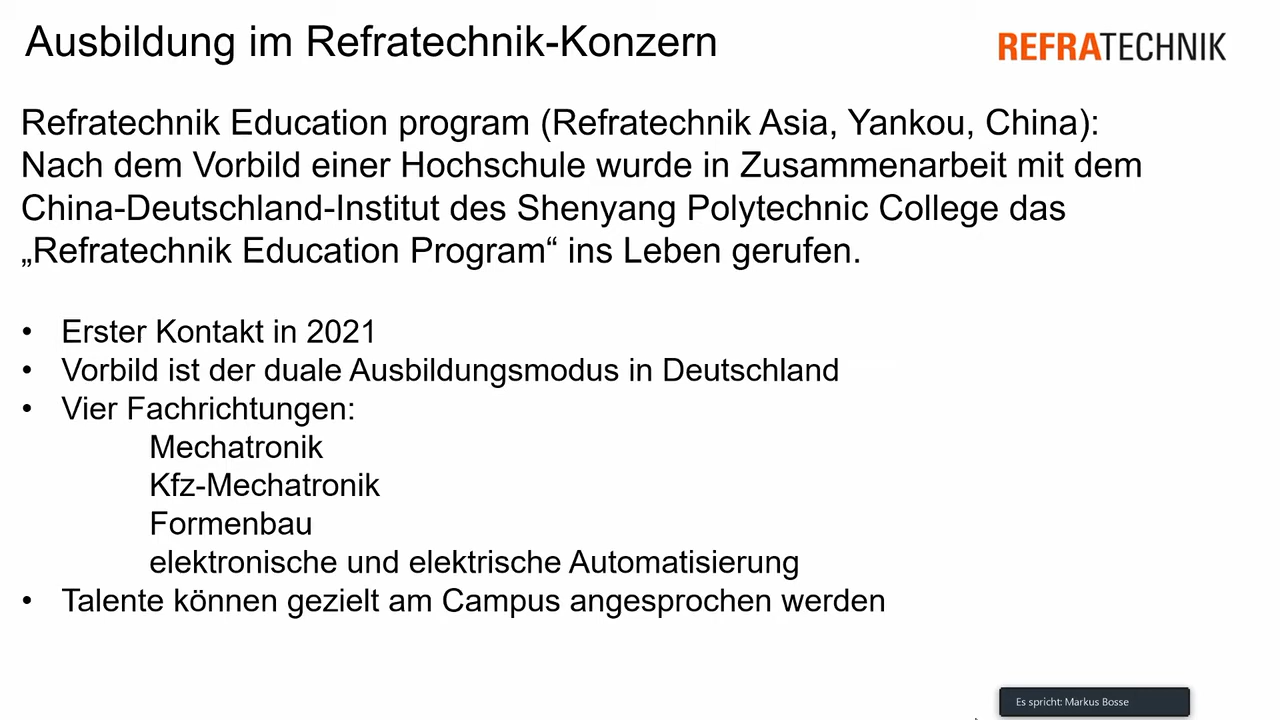 Ausbildung im Refratechnik-Konzern
REFRATECHNIK
Refratechnik Education program (Refratechnik Asia, Yankou, China):
Nach dem Vorbild einer Hochschule wurde in Zusammenarbeit mit dem
China-Deutschland-Institut des Shenyang Polytechnic College das
„Refratechnik Education Program“ ins Leben gerufen.
• Erster Kontakt in 2021
• Vorbild ist der duale Ausbildungsmodus in Deutschland
• Vier Fachrichtungen:
Mechatronik
Kfz-Mechatronik
Formenbau
elektronische und elektrische Automatisierung
• Talente können gezielt am Campus angesprochen werden
Es spricht: Markus Bosse